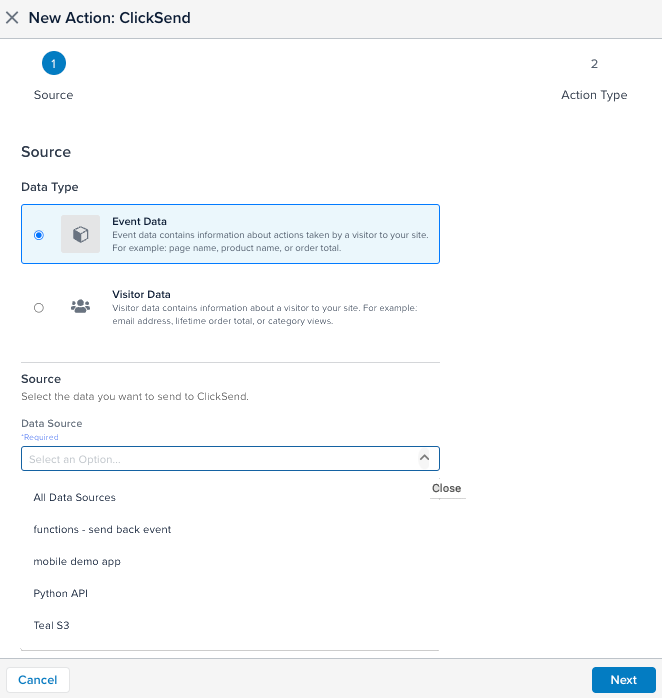 New Action: ClickSend
1
2
Source
Action Type
Source
Data Type
Event Data
Event data contains information about actions taken by a visitor to your site.
For example: page name, product name, or order total.
Visitor Data
Visitor data contains information about a visitor to your site. For example:
email address, lifetime order total, or category views.
Source
Select the data you want to send to ClickSend.
Data Source
*Required
Select an Option...
Close
All Data Sources
functions - send back event
mobile demo app
Python API
Teal S3
Cancel
Next